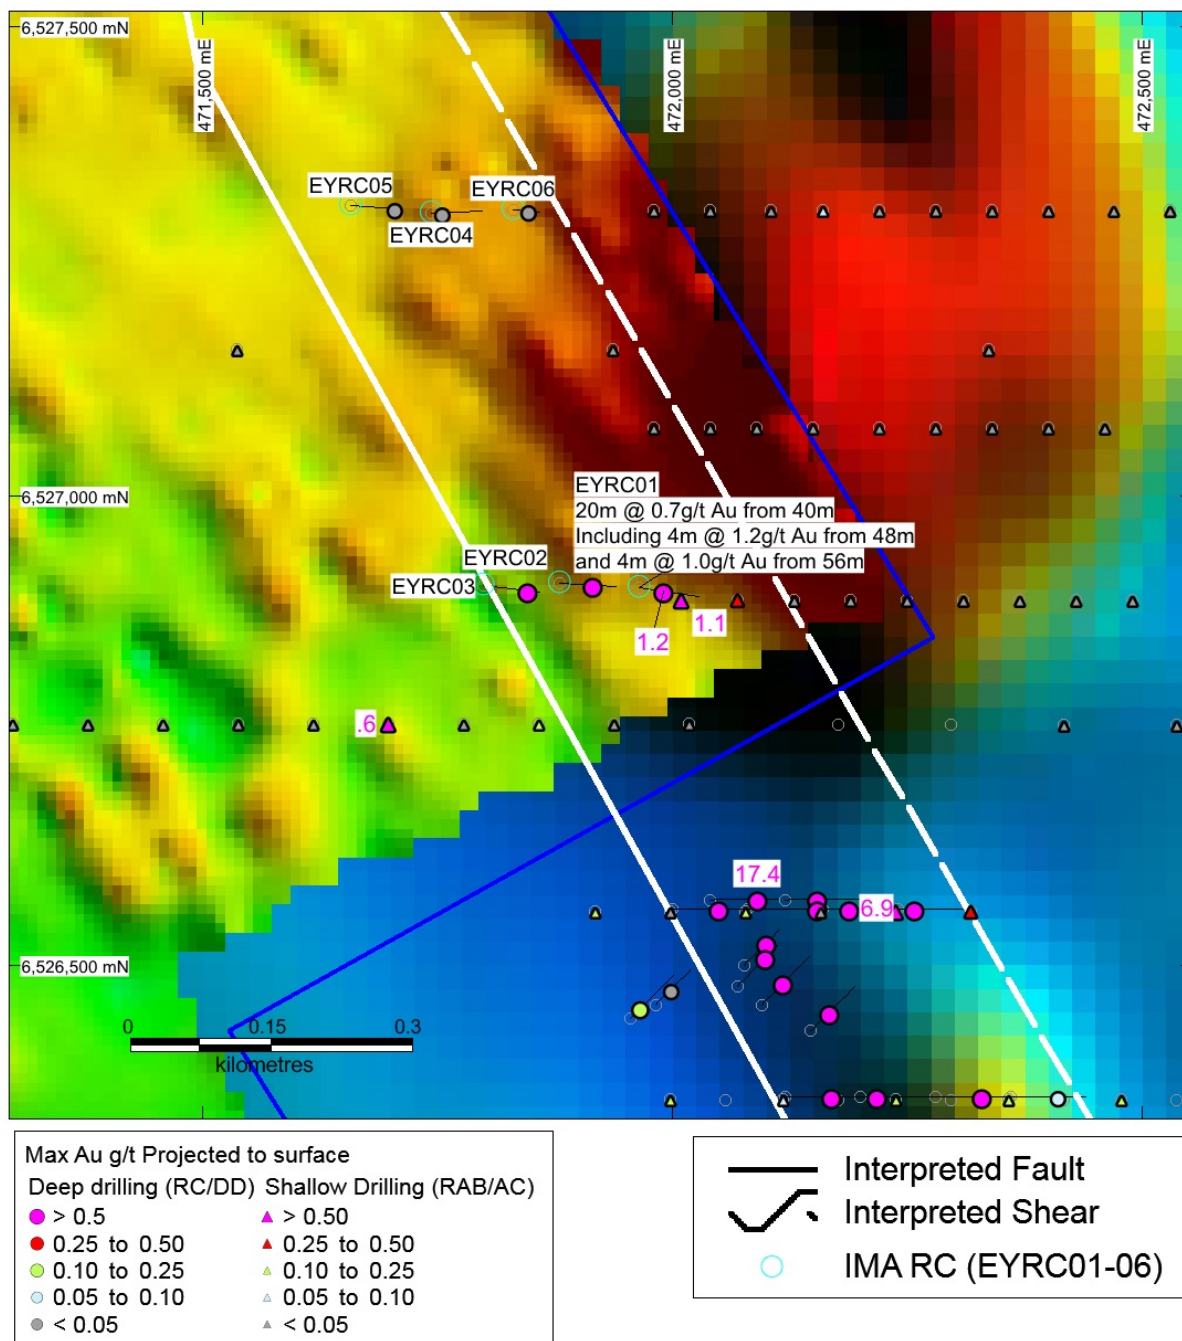 6,527,500 mN
471,500 mE
472,000 mE
472,500 mE
EYRC05
EYRC06
EYRC04
6,527,000 mN
EYRC01
20m @ 0.7g/t Au from 40m
Including 4m @ 1.2g/t Au from 48m
and 4m @ 1.0g/t Au from 56m
EYRC02
EYRC03
1.1
1.2
.6
17.4
6.9
6,526,500 mN
0 0.15 0.3
kilometres
Max Au g/t Projected to surface
Deep drilling (RC/DD) Shallow Drilling (RAB/AC)
> 0.5 > 0.50
0.25 to 0.50 0.25 to 0.50
0.10 to 0.25 0.10 to 0.25
0.05 to 0.10 0.05 to 0.10
< 0.05 < 0.05
Interpreted Fault
Interpreted Shear
IMA RC (EYRC01-06)